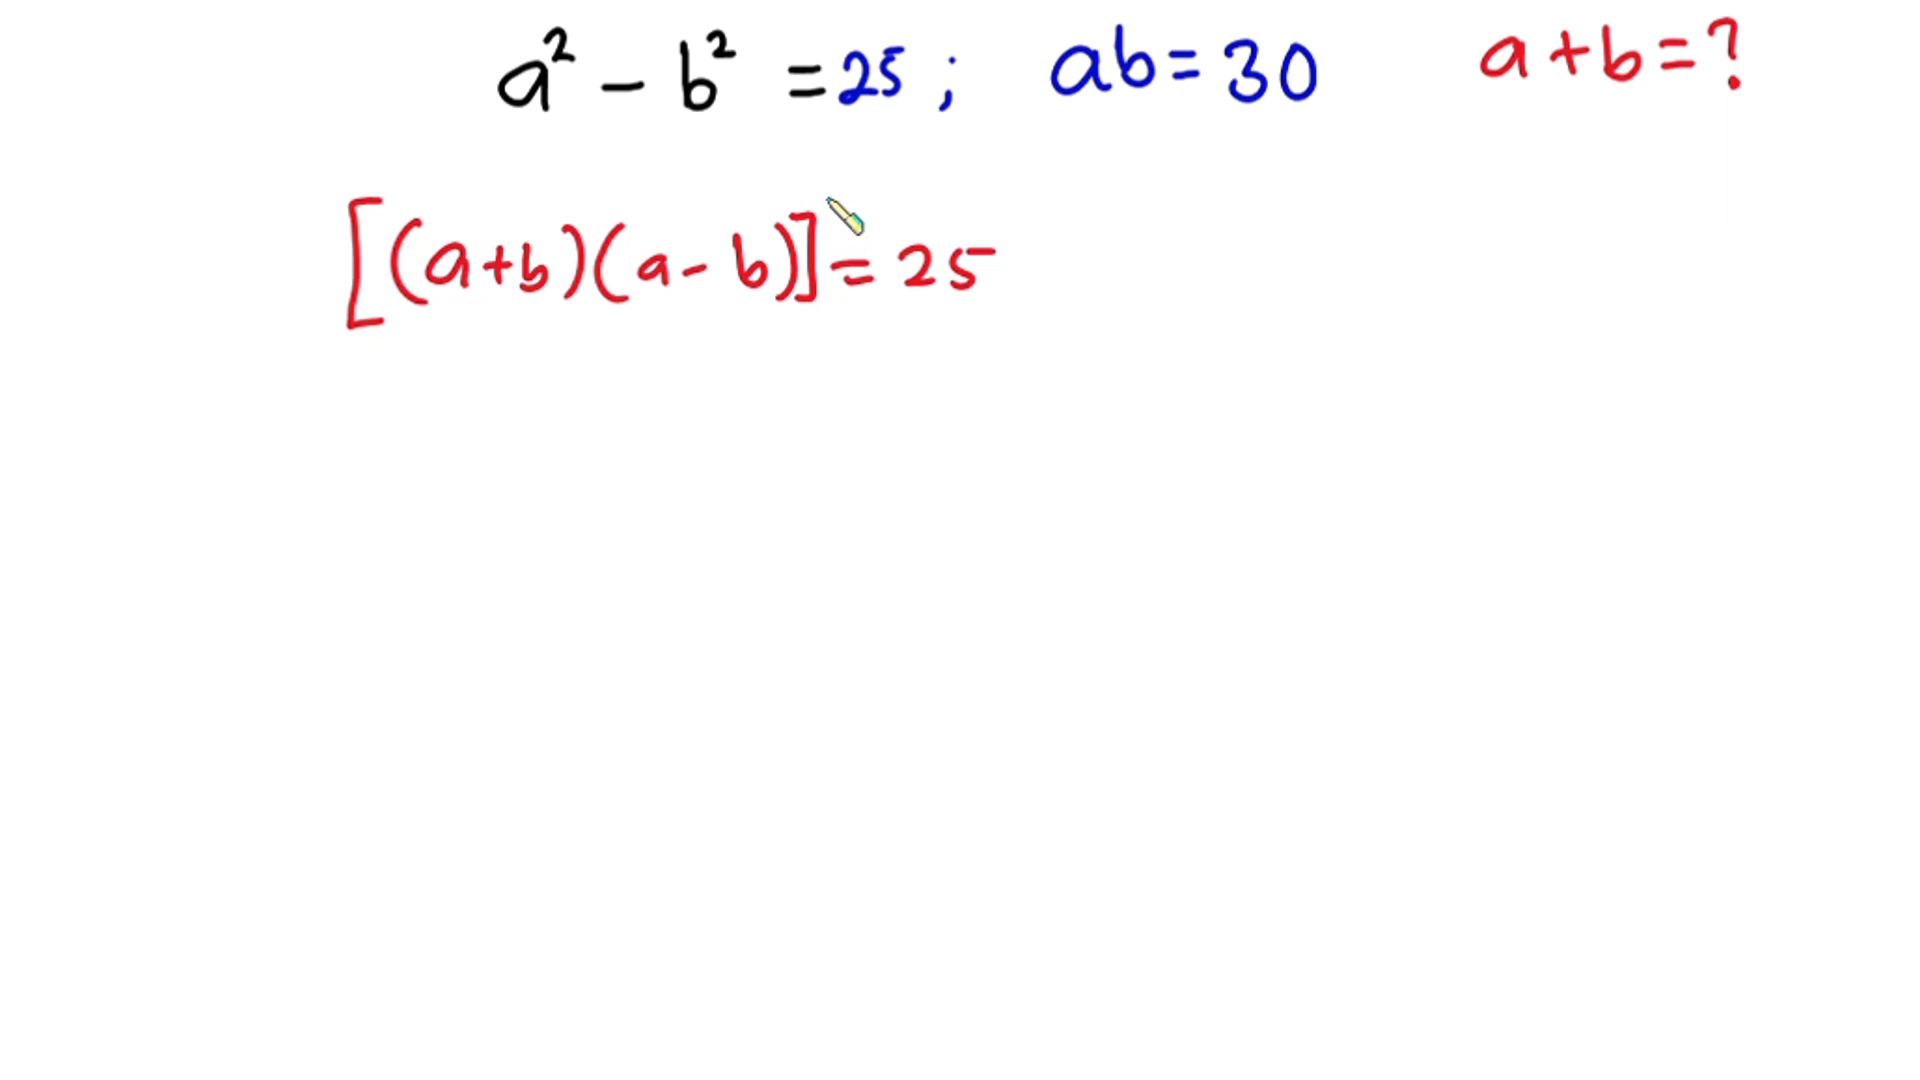 a² - b² = 25 ; ab = 30 a + b = ?
[(a+b)(a-b)] = 25